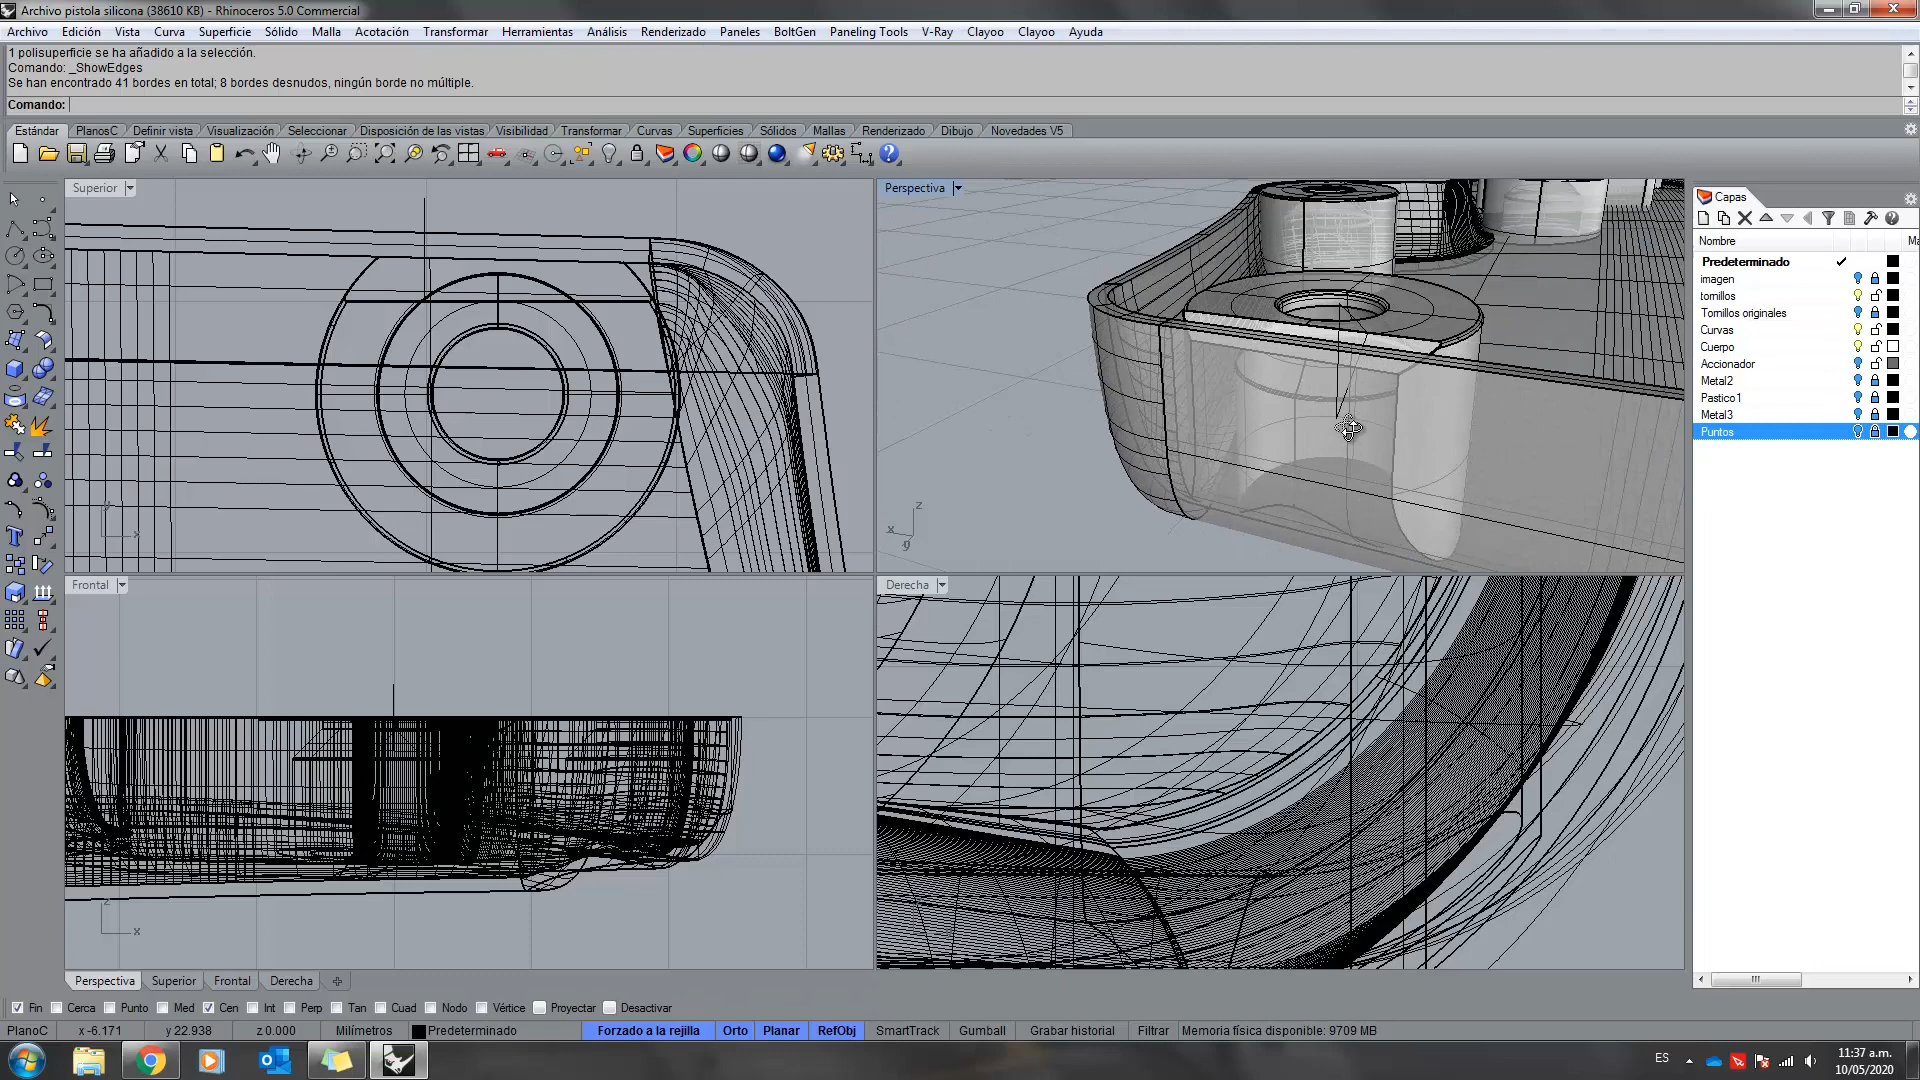 Archivo pistola silicona (38610 KB) - Rhinoceros 5.0 Commercial
Archivo Edición Vista Curva Superficie Sólido Malla Acotación Transformar Herramientas Análisis Renderizado Paneles BoltGen Paneling Tools V-Ray Clayoo Clayoo Ayuda
1 polisuperficie se ha añadido a la selección.
Comando: _ShowEdges
Se han encontrado 41 bordes en total; 8 bordes desnudos, ningún borde no múltiple.
Comando:
Estándar PlanosC Definir vista Visualización Seleccionar Disposición de las vistas Visibilidad Transformar Curvas Superficies Sólidos Mallas Renderizado Dibujo Novedades V5
Superior
Perspectiva
Capas
Nombre Ma
Predeterminado
imagen
tornillos
Tornillos originales
Curvas
Cuerpo
Accionador
Metal2
Pastico1
Metal3
Puntos
z
x
y
Frontal
Derecha
z
x
Perspectiva Superior Frontal Derecha
Fin Cerca Punto Med Cen Int Perp Tan Cuad Nodo Vértice Proyectar Desactivar
PlanoC x -6.171 y 22.938 z 0.000 Milímetros Predeterminado Forzado a la rejilla Orto Planar RefObj SmartTrack Gumball Grabar historial Filtrar Memoria física disponible: 9709 MB
ES
11:37 a.m.
10/05/2020